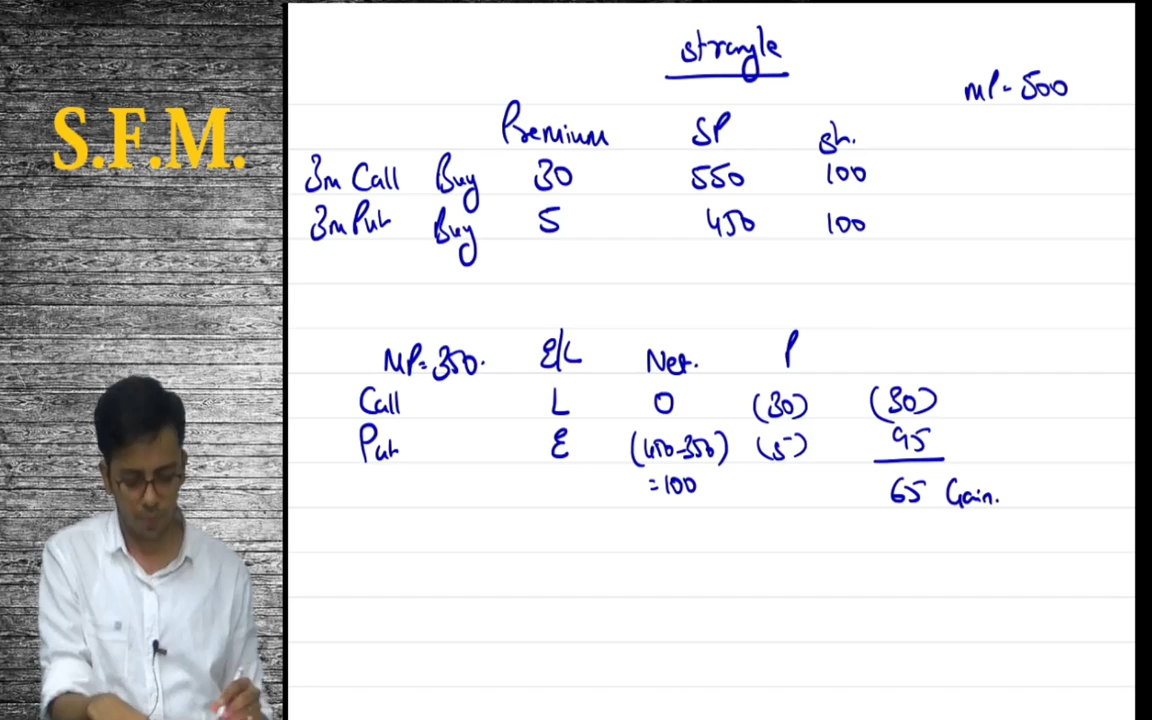 S.F.M.
strangle
MP = 500
Premium SP sh.
3m Call Buy 30 550 100
3m Put Buy 5 450 100
MP = 350. E/L Net. P
Call L 0 (30) (30)
Put E (450-350) (5) 95
= 100
65 Gain.